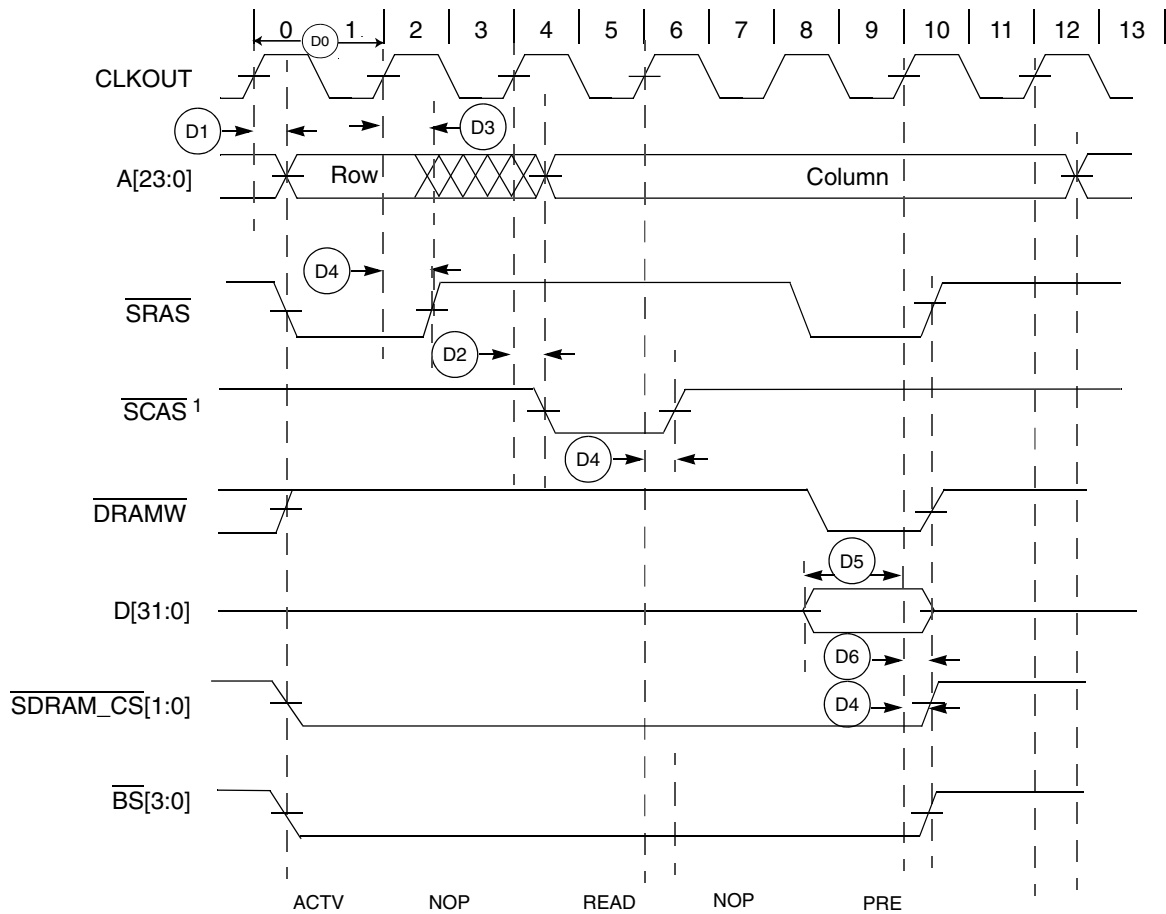 0 1 2 3 4 5 6 7 8 9 10 11 12 13
D0
CLKOUT
D1
D3
A[23:0]
Row
Column
D4
SRAS
D2
SCAS 1
D4
DRAMW
D5
D[31:0]
D6
SDRAM_CS[1:0]
D4
BS[3:0]
ACTV NOP READ NOP PRE